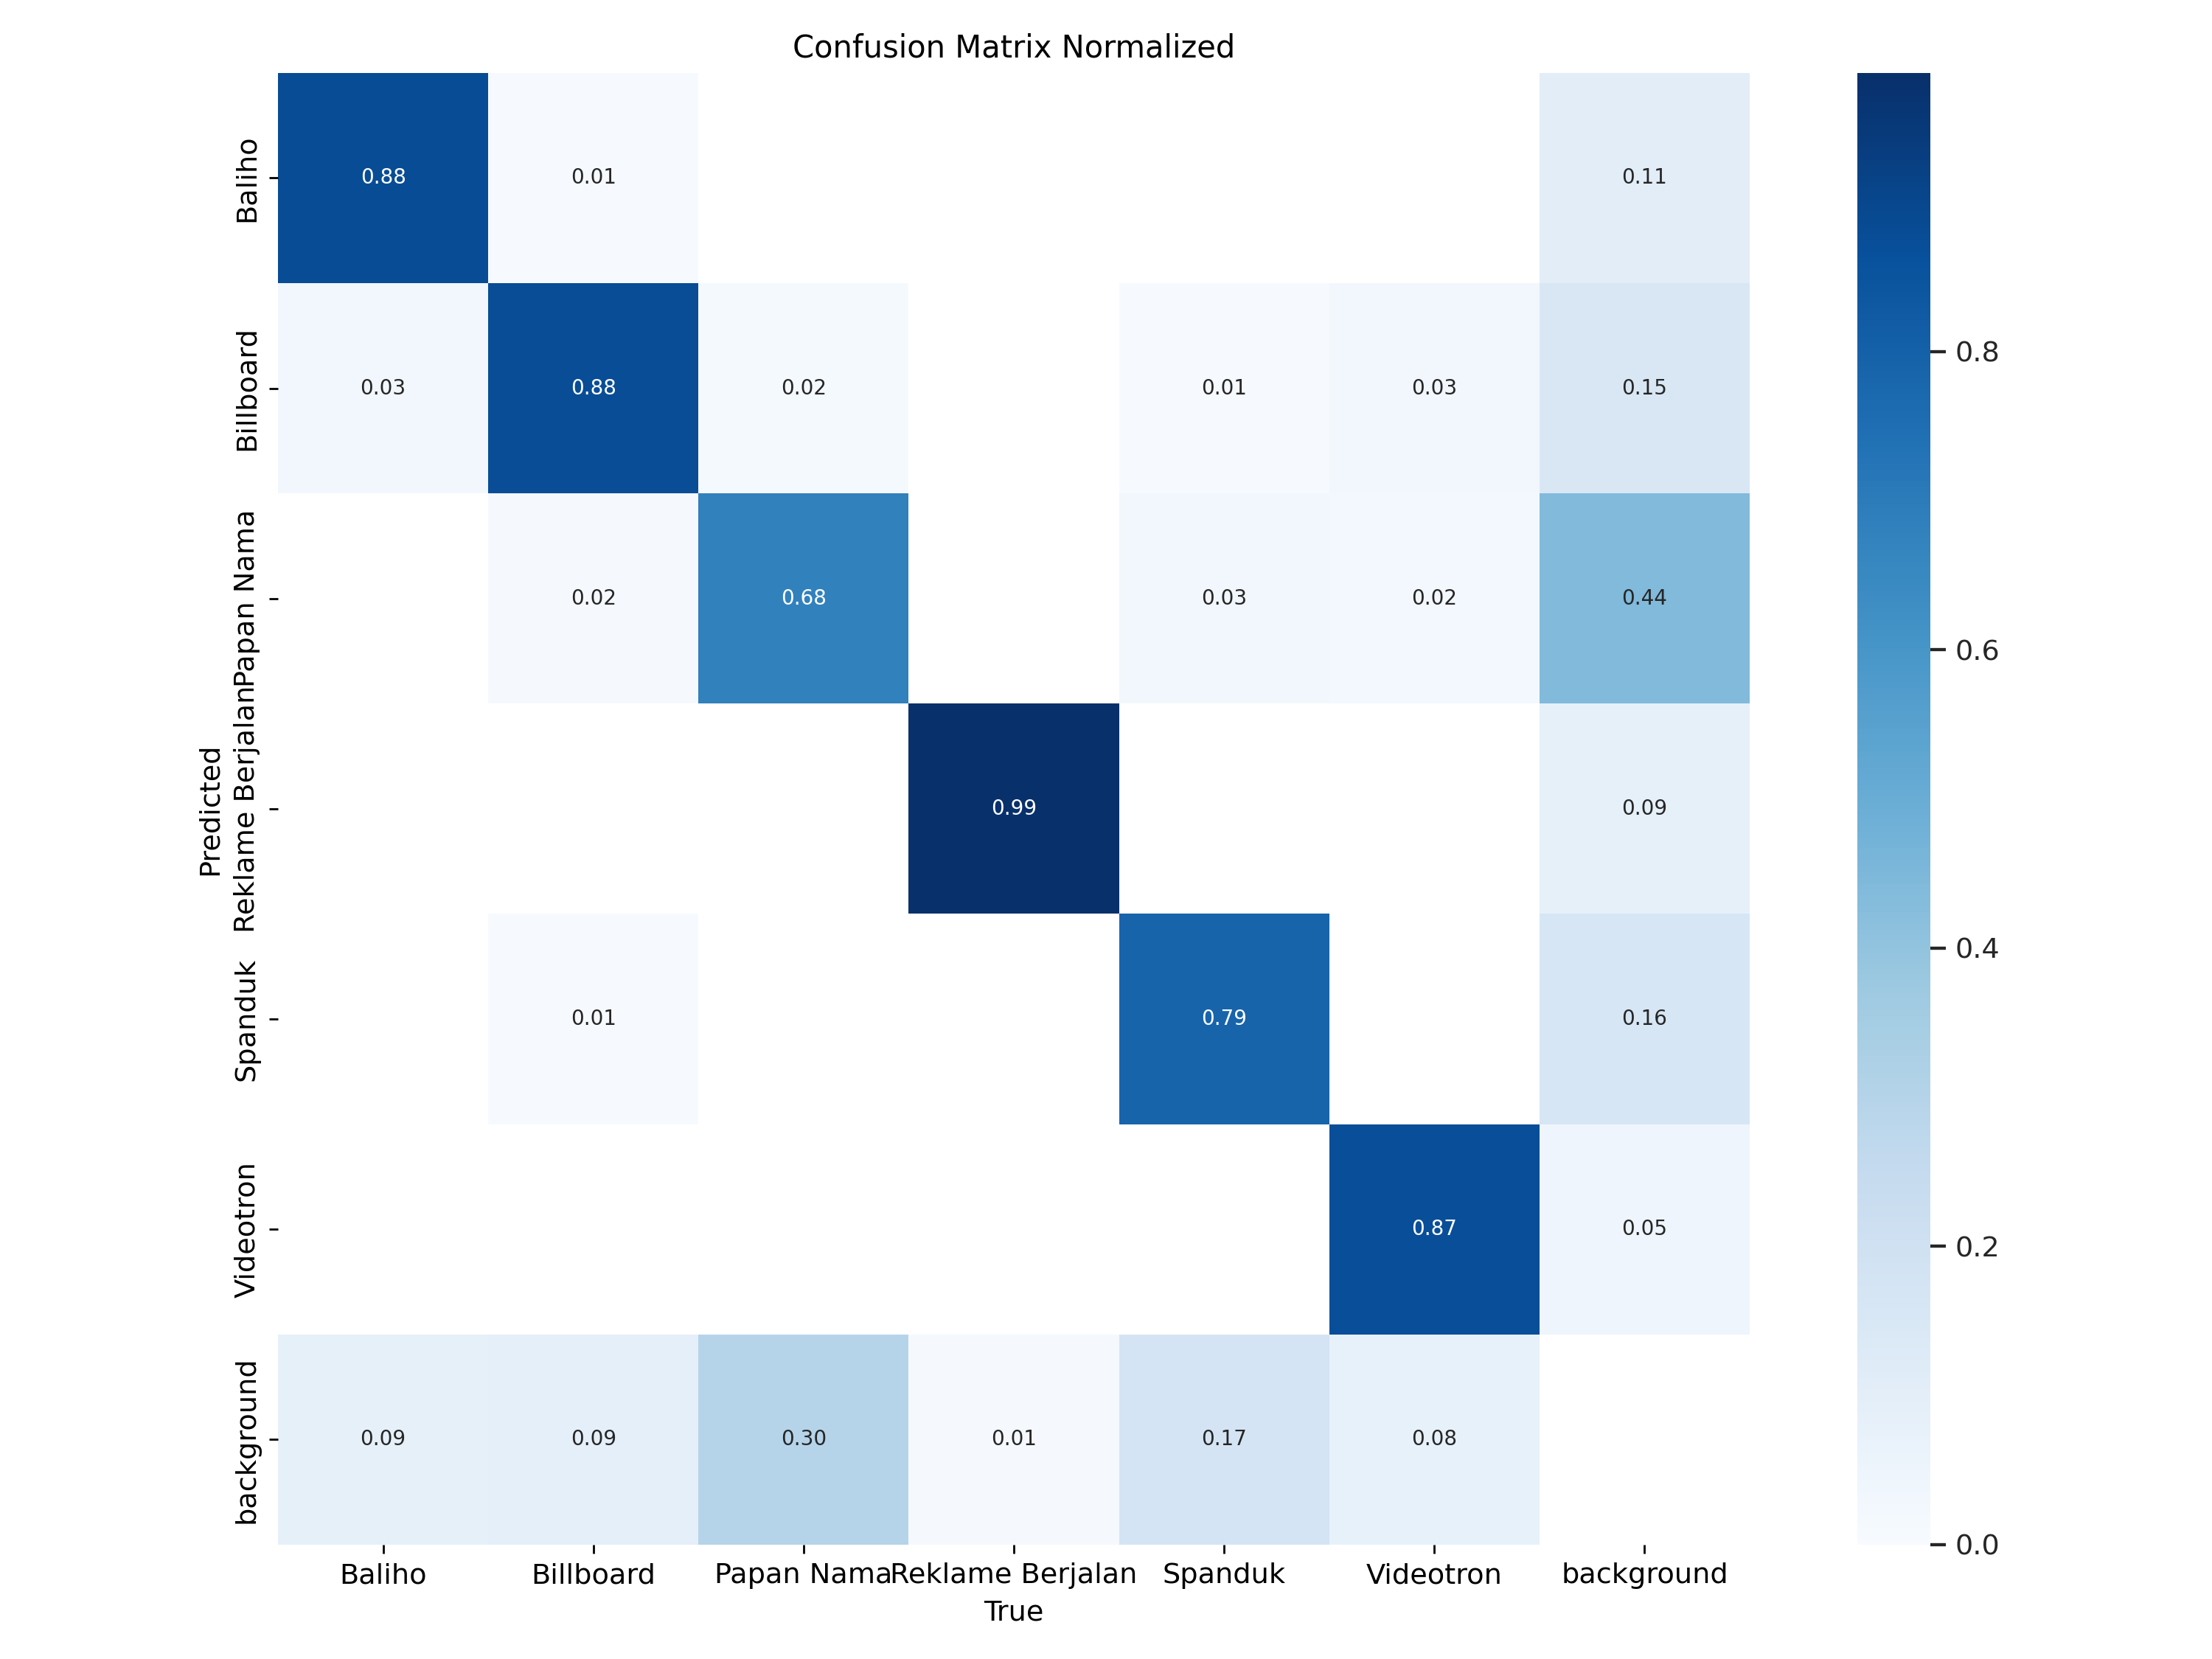 Confusion Matrix Normalized
Baliho
0.88
0.01
0.11
Billboard
0.03
0.88
0.02
0.01
0.03
0.15
Papan Nama
0.02
0.68
0.03
0.02
0.44
Reklame Berjalan
0.99
0.09
Spanduk
0.01
0.79
0.16
Videotron
0.87
0.05
background
0.09
0.09
0.30
0.01
0.17
0.08
Predicted
Baliho
Billboard
Papan Nama
Reklame Berjalan
Spanduk
Videotron
background
True
0.8
0.6
0.4
0.2
0.0